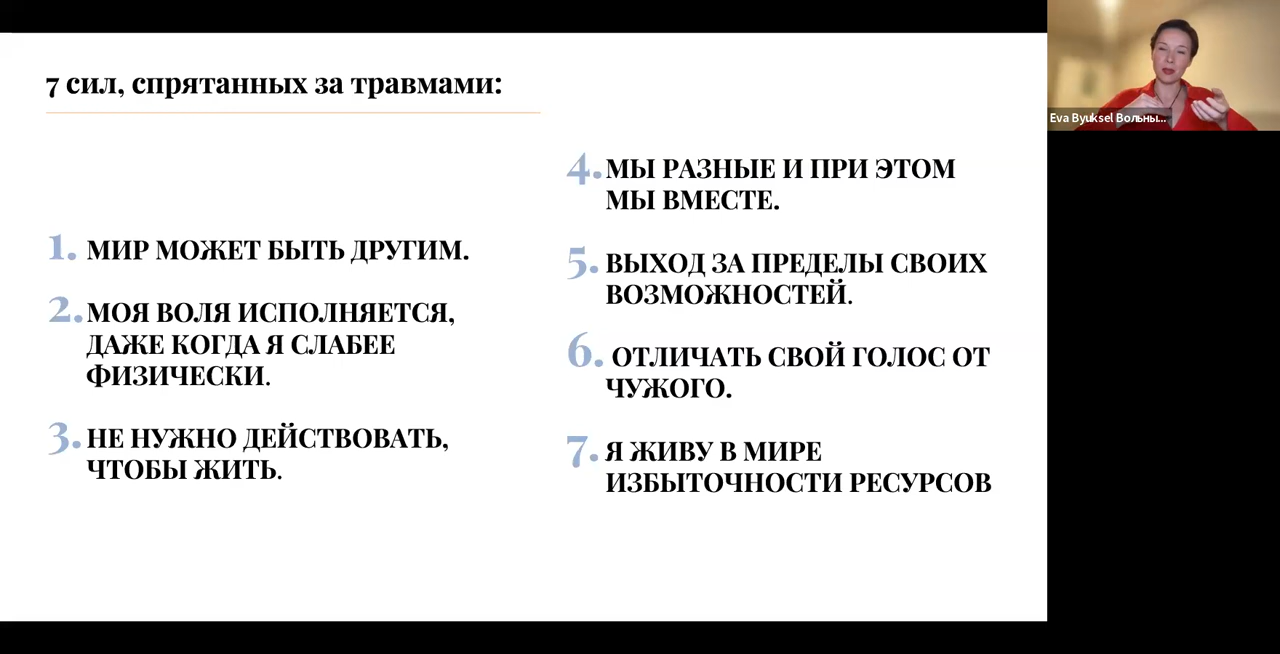 7 сил, спрятанных за травмами:
1. МИР МОЖЕТ БЫТЬ ДРУГИМ.
2. МОЯ ВОЛЯ ИСПОЛНЯЕТСЯ,
ДАЖЕ КОГДА Я СЛАБЕЕ
ФИЗИЧЕСКИ.
3. НЕ НУЖНО ДЕЙСТВОВАТЬ,
ЧТОБЫ ЖИТЬ.
4. МЫ РАЗНЫЕ И ПРИ ЭТОМ
МЫ ВМЕСТЕ.
5. ВЫХОД ЗА ПРЕДЕЛЫ СВОИХ
ВОЗМОЖНОСТЕЙ.
6. ОТЛИЧАТЬ СВОЙ ГОЛОС ОТ
ЧУЖОГО.
7. Я ЖИВУ В МИРЕ
ИЗБЫТОЧНОСТИ РЕСУРСОВ
Eva Byuksel Вольны...